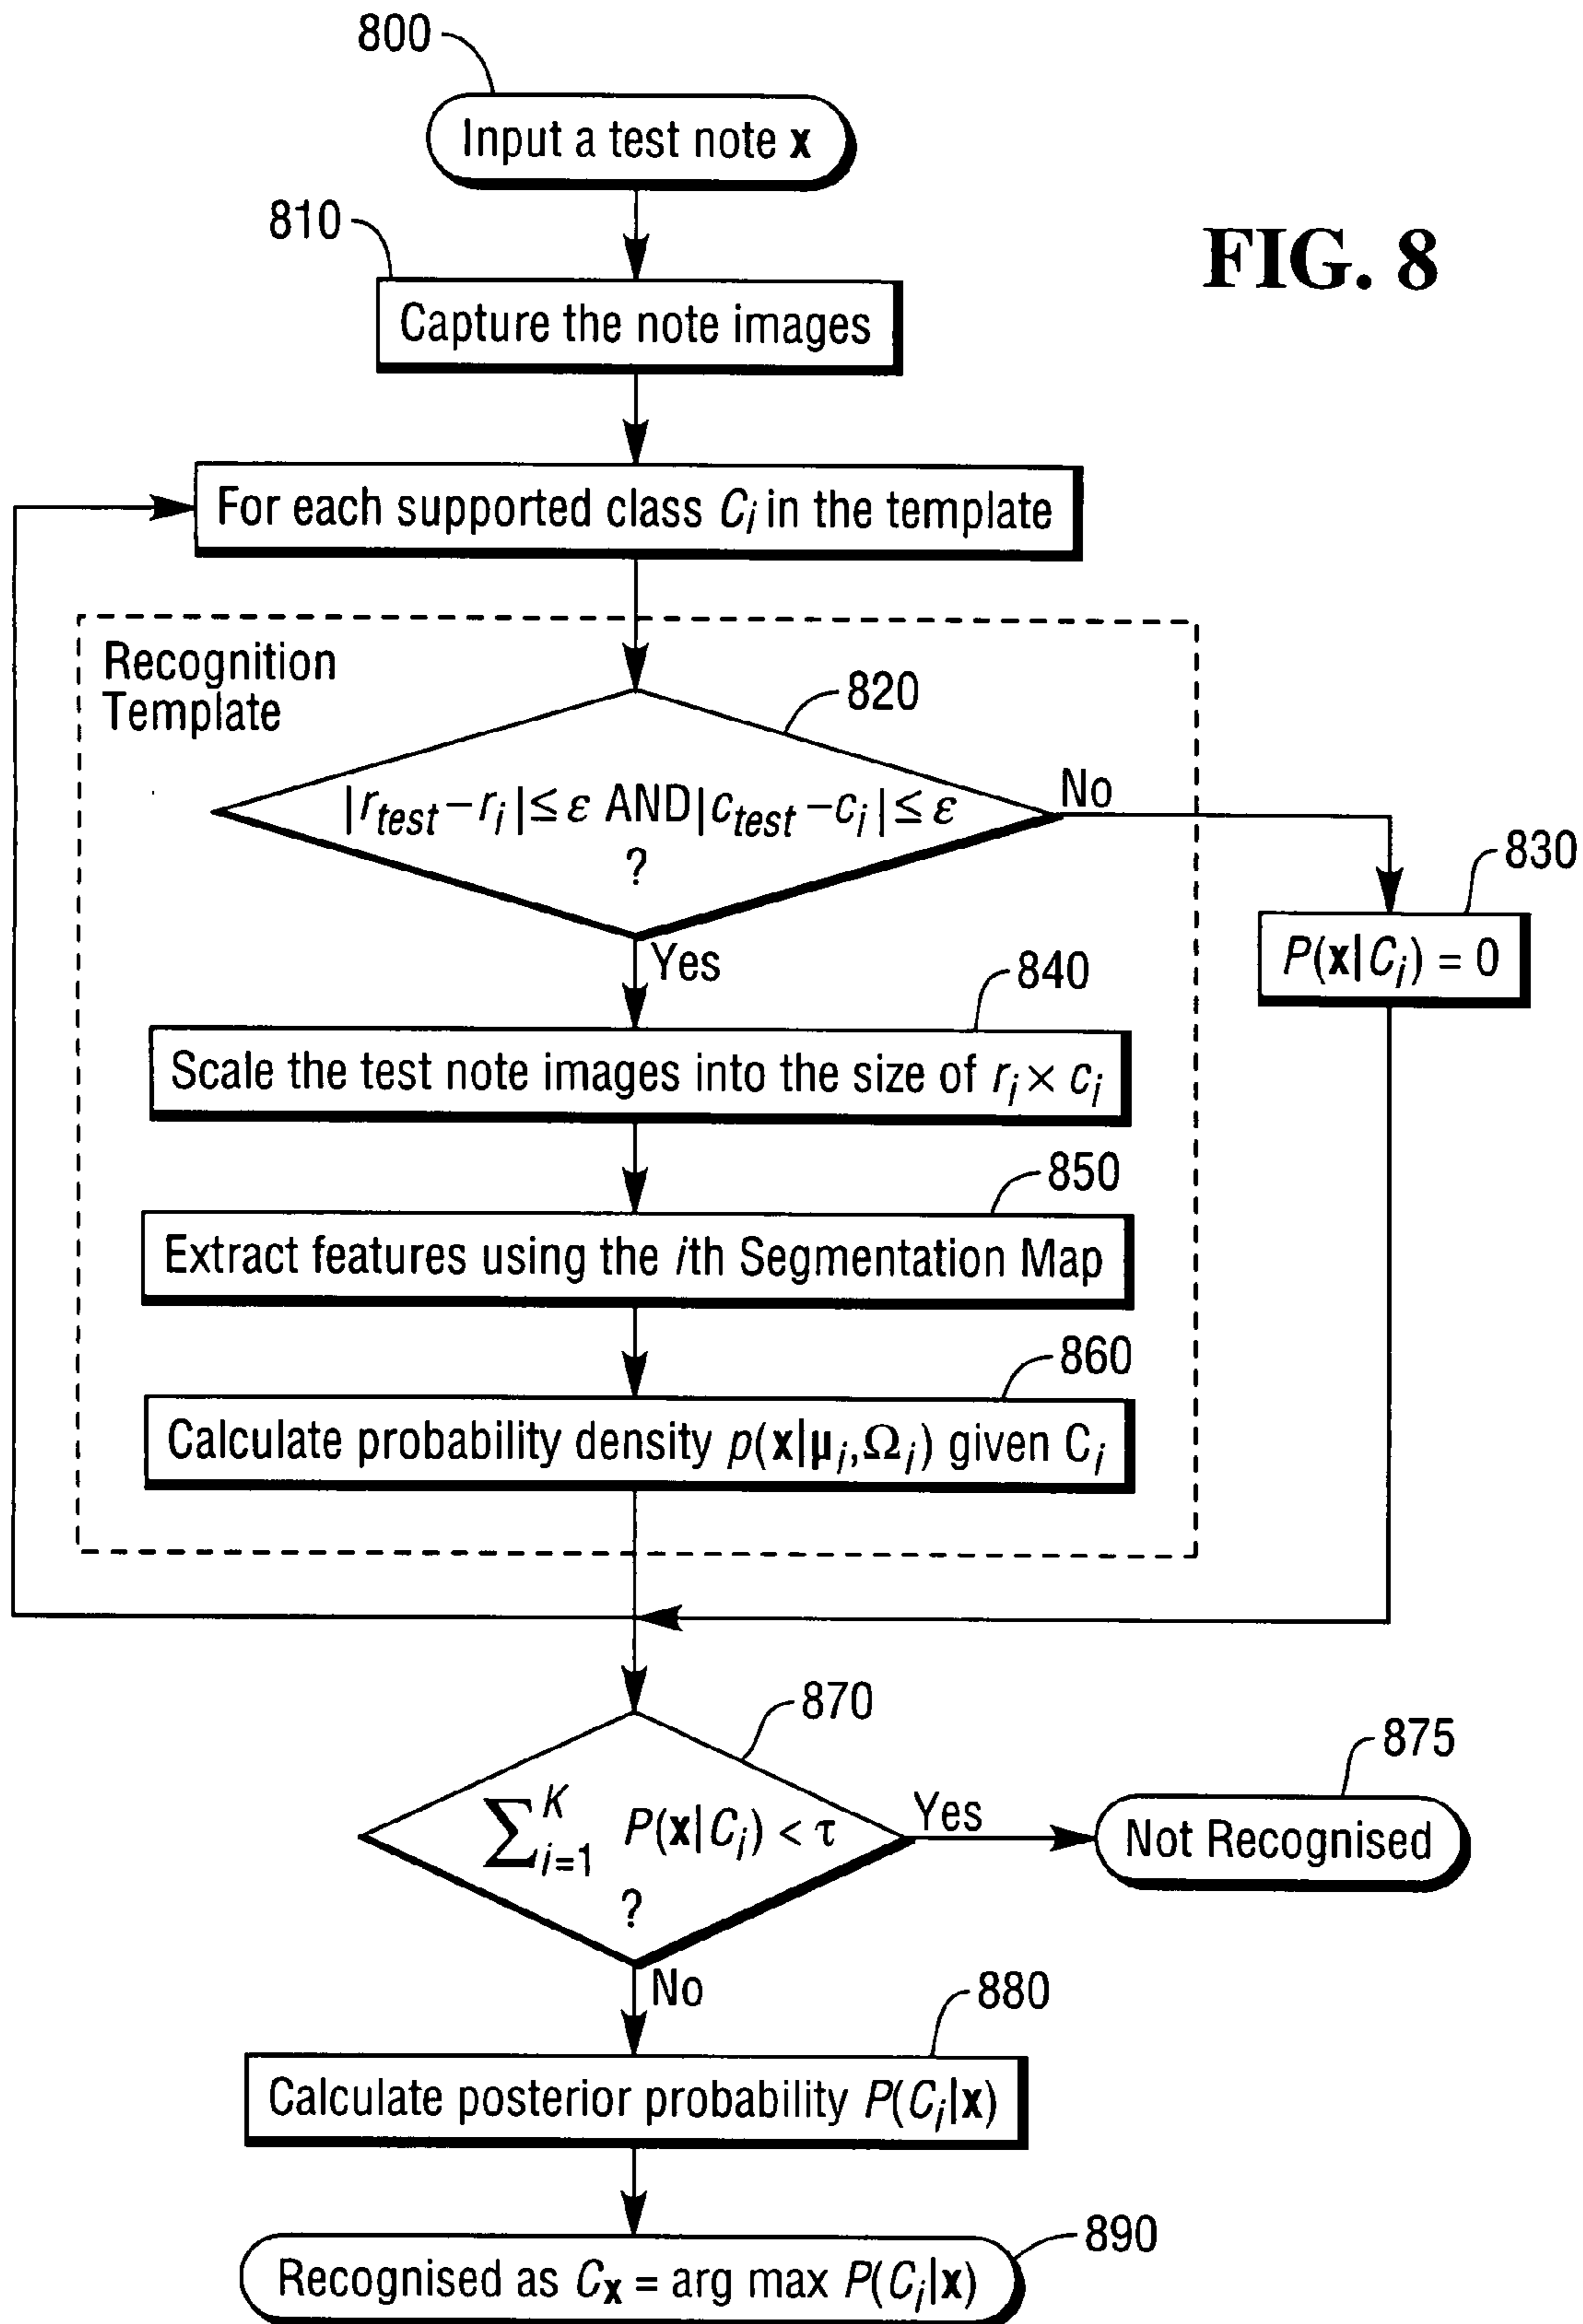 800
Input a test note x
810
FIG. 8
Capture the note images
For each supported class Ci in the template
Recognition
Template
820
|rtest−ri|≤ε AND|ctest−ci|≤ε
?
No
830
P(x|Ci) = 0
Yes
840
Scale the test note images into the size of ri × ci
850
Extract features using the ith Segmentation Map
860
Calculate probability density p(x|μi,Ωi) given Ci
870
875
∑i=1K P(x|Ci) < τ
?
Yes
Not Recognised
No
880
Calculate posterior probability P(Ci|x)
890
Recognised as Cx = arg max P(Ci|x)